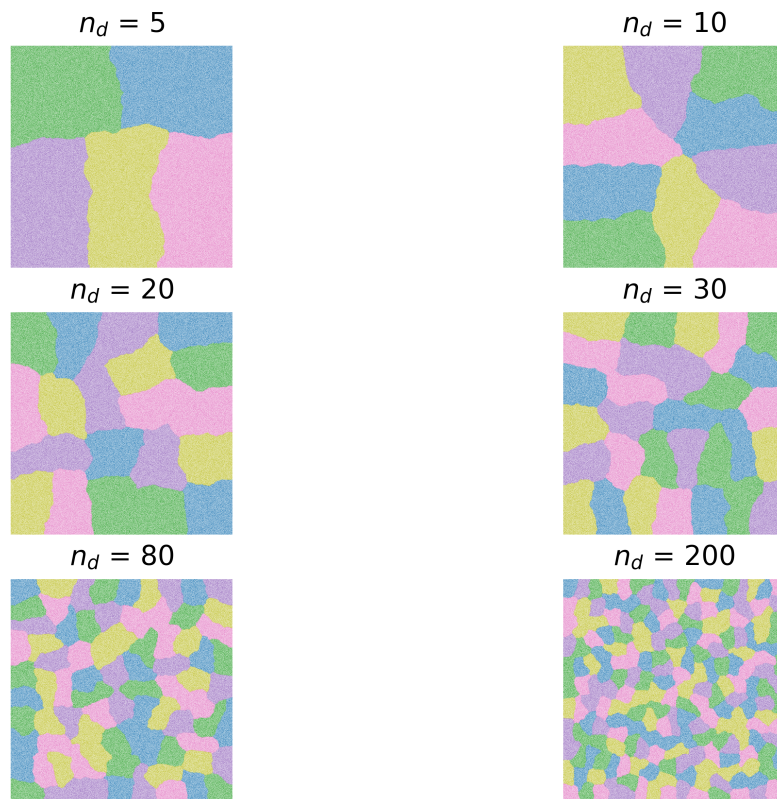 n_d = 5
n_d = 10
n_d = 20
n_d = 30
n_d = 80
n_d = 200